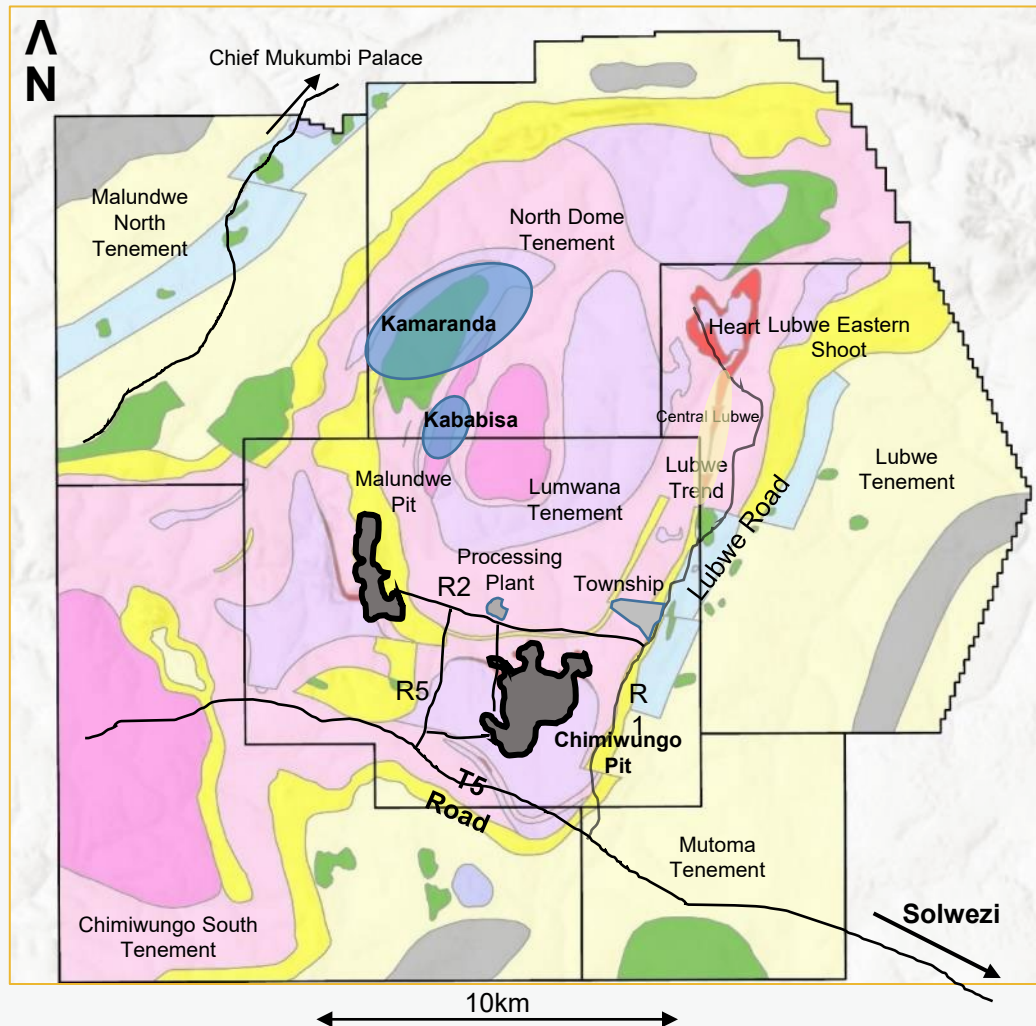 Λ
N
Chief Mukumbi Palace
Malundwe
North
Tenement
North Dome
Tenement
Kamaranda
Heart
Lubwe Eastern
Shoot
Kababisa
Central Lubwe
Malundwe
Pit
Lumwana
Tenement
Lubwe
Trend
Lubwe
Tenement
Lubwe Road
Processing
Plant
Township
R2
R5
R
1
Chimiwungo
Pit
T5
Road
Mutoma
Tenement
Chimiwungo South
Tenement
Solwezi
10km